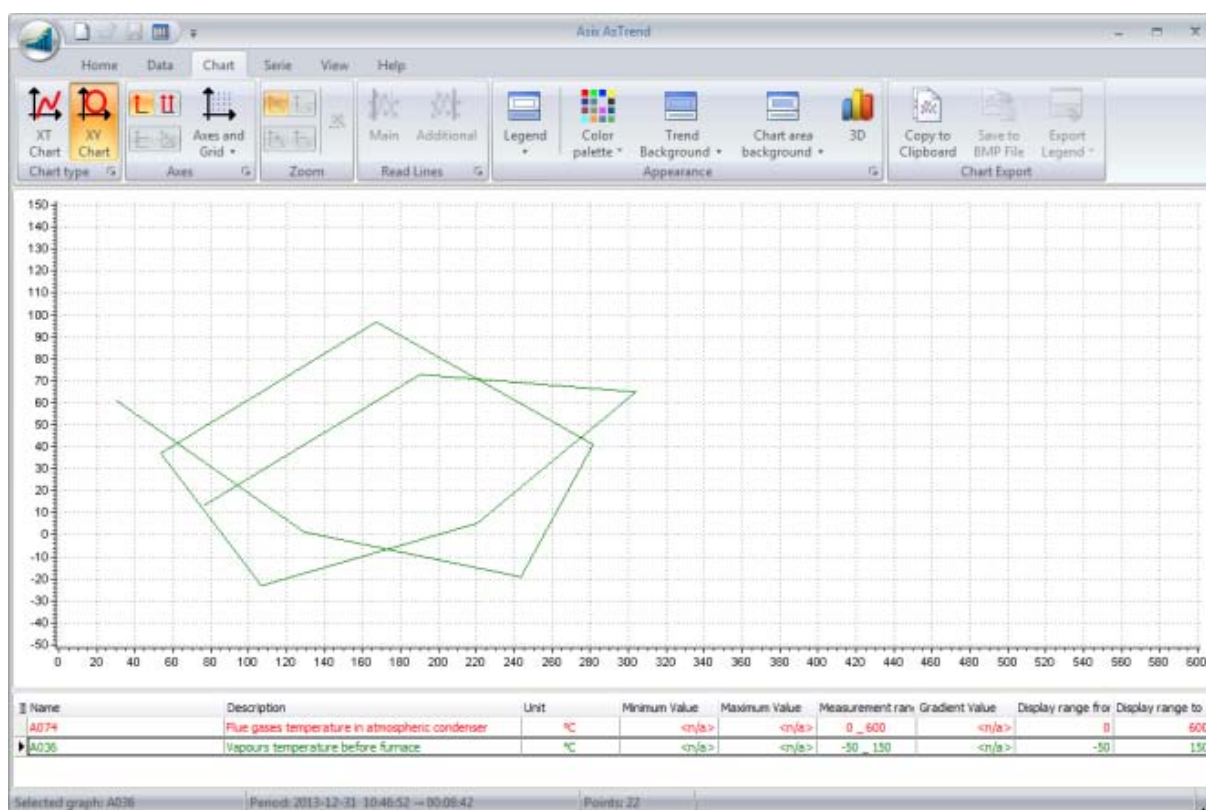 Asix AsTrend
Home Data Chart Serie View Help
XT Chart XY Chart Axes and Grid Main Additional Legend Color palette Trend Background Chart area background 3D Copy to Clipboard Save to BMP File Export Legend
Chart type Axes Zoom Read Lines Appearance Chart Export
150
140
130
120
110
100
90
80
70
60
50
40
30
20
10
0
-10
-20
-30
-40
-50
0 20 40 60 80 100 120 140 160 180 200 220 240 260 280 300 320 340 360 380 400 420 440 460 480 500 520 540 560 580 600
Name Description Unit Minimum Value Maximum Value Measurement ran Gradient Value Display range fror Display range to
A074 Flue gases temperature in atmospheric condenser °C <n/a> <n/a> 0 _ 600 <n/a> 0 600
A036 Vapours temperature before furnace °C <n/a> <n/a> -50 _ 150 <n/a> -50 150
Selected graph: A036 Period: 2013-12-31 10:46:52 → 00:08:42 Points: 22